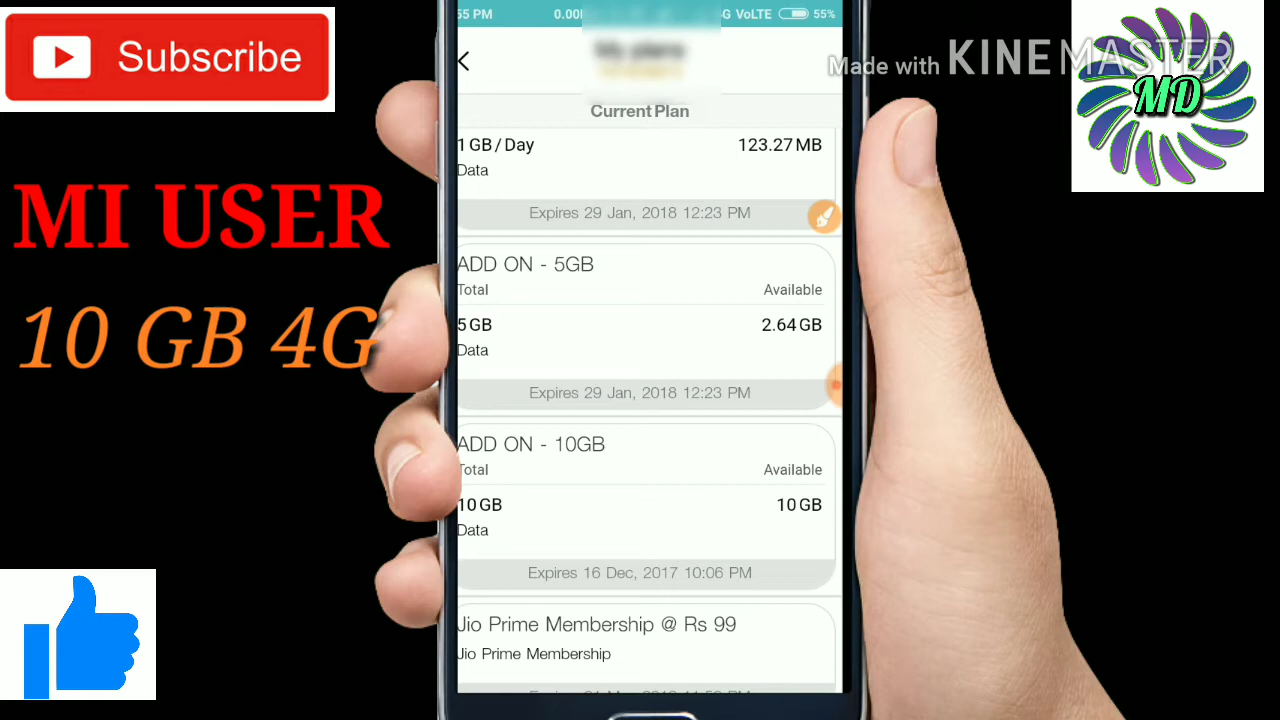 Subscribe
MI USER
10 GB 4G
55 PM
G VoLTE 55%
Made with KINEMASTER
MD
Current Plan
1 GB / Day 123.27 MB
Data
Expires 29 Jan, 2018 12:23 PM
ADD ON - 5GB
Total Available
5 GB 2.64 GB
Data
Expires 29 Jan, 2018 12:23 PM
ADD ON - 10GB
Total Available
10 GB 10 GB
Data
Expires 16 Dec, 2017 10:06 PM
Jio Prime Membership @ Rs 99
Jio Prime Membership